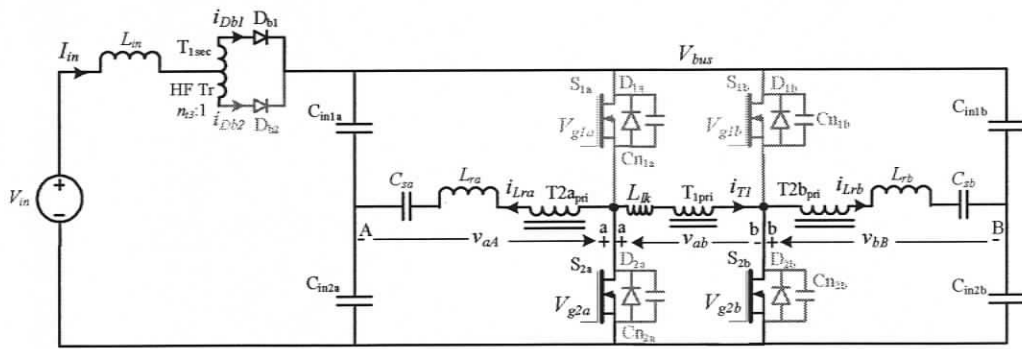 i_Db1 D_b1
I_in L_in T_1sec
HF Tr
n_t3:1
i_Db2 D_b2
V_bus
C_in1a S_1a D_1a S_1b D_1b C_in1b
V_g1a V_g1b Cn_1b
Cn_1a
V_in
+
-
C_sa L_ra i_Lra T2a_pri L_lk T_1pri i_T1 T2b_pri i_Lrb L_rb C_sb
A a a b b B
- v_aA + + v_ab - + v_bB -
C_in2a S_2a D_2a S_2b D_2b C_in2b
V_g2a V_g2b Cn_2b
Cn_2a